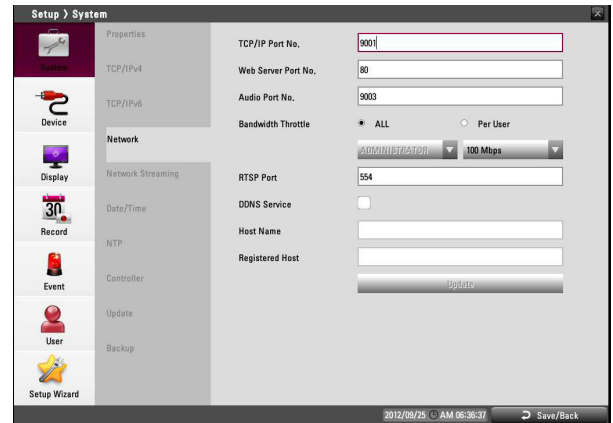 Setup > System
System
Device
Display
Record
Event
User
Setup Wizard
Properties
TCP/IPv4
TCP/IPv6
Network
Network Streaming
Date/Time
NTP
Controller
Update
Backup
TCP/IP Port No. 9001
Web Server Port No. 80
Audio Port No. 9003
Bandwidth Throttle ALL Per User
ADMINISTRATOR 100 Mbps
RTSP Port 554
DDNS Service
Host Name
Registered Host
Update
30
2012/09/25 AM 06:36:37 Save/Back